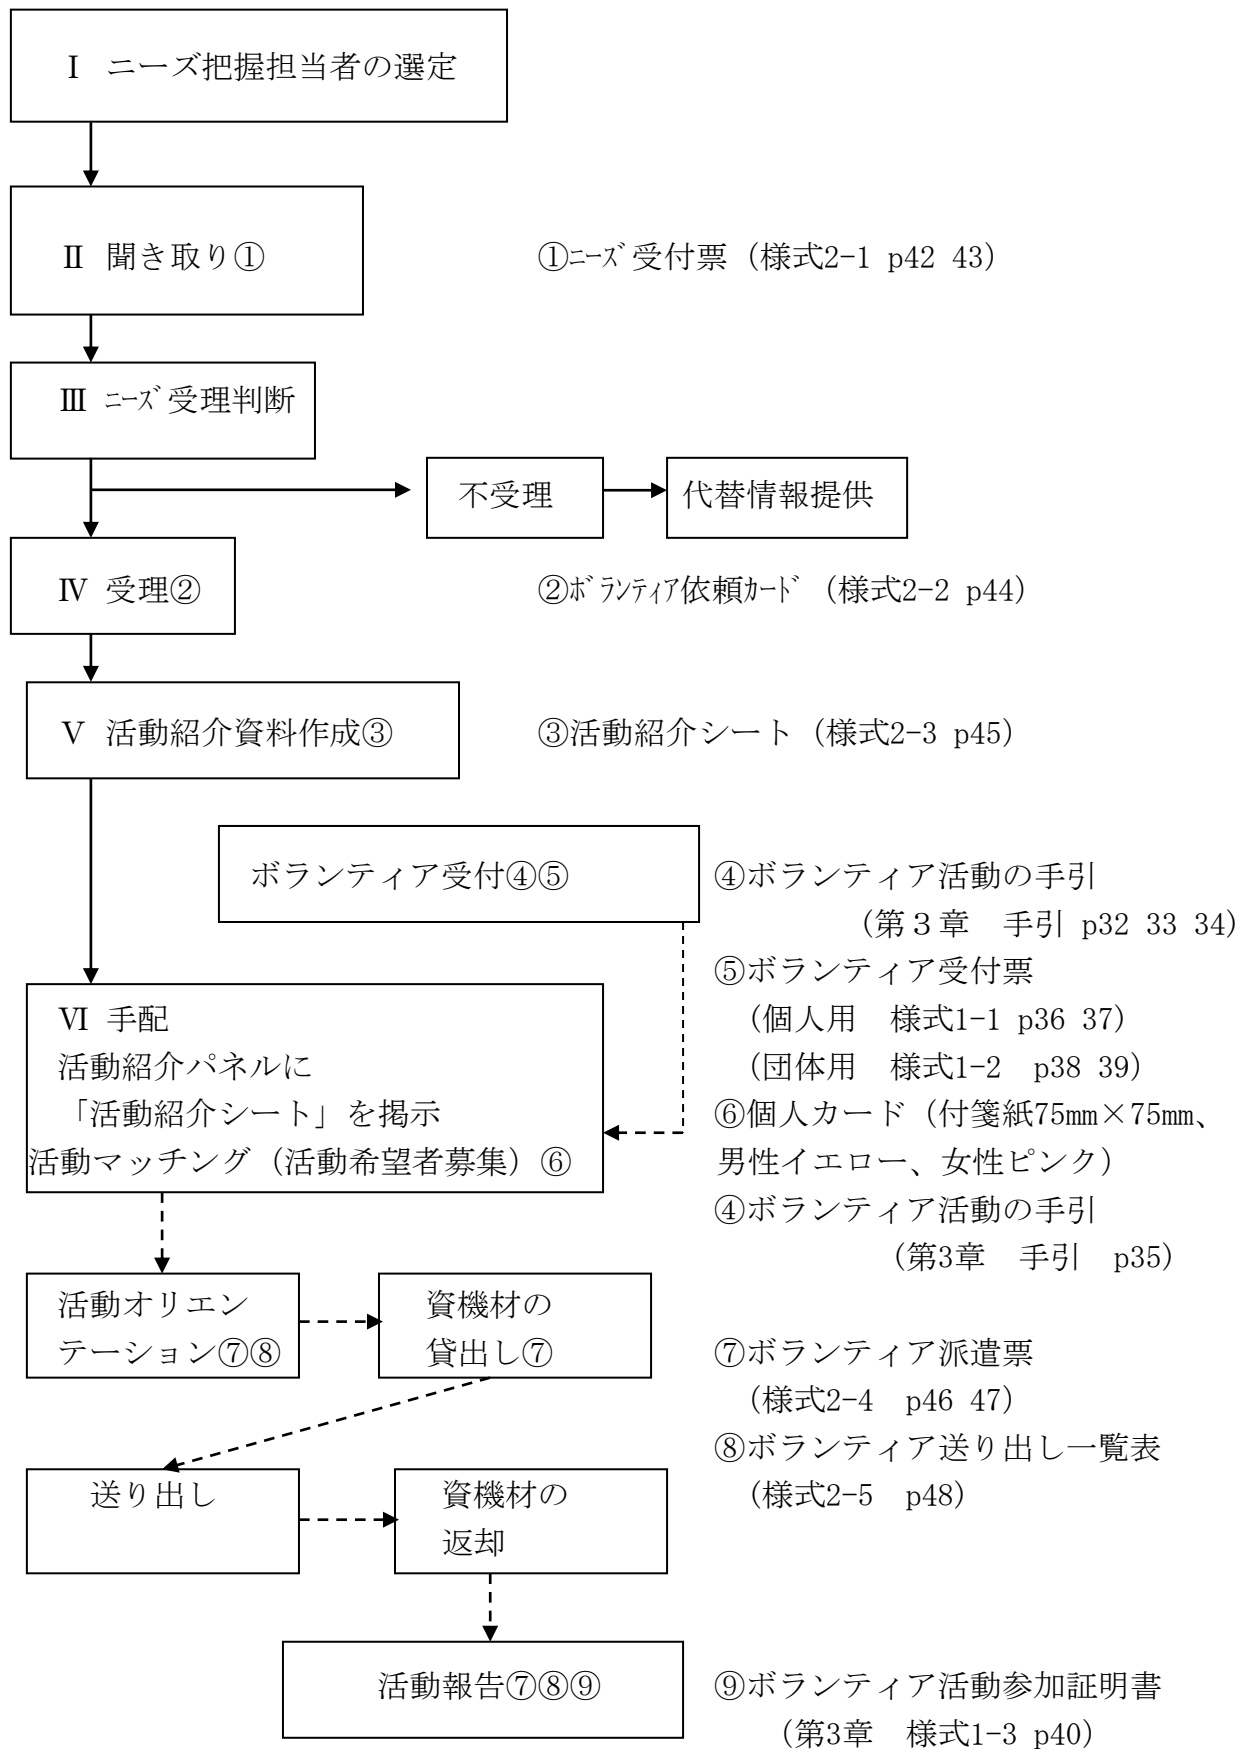 Ⅰ ニーズ把握担当者の選定
Ⅱ 聞き取り①
①ﾆｰｽﾞ受付票（様式2-1 p42 43）
Ⅲ ﾆｰｽﾞ受理判断
不受理
代替情報提供
Ⅳ 受理②
②ﾎﾞﾗﾝﾃｨｱ依頼ｶｰﾄﾞ（様式2-2 p44）
Ⅴ 活動紹介資料作成③
③活動紹介シート（様式2-3 p45）
ボランティア受付④⑤
④ボランティア活動の手引
（第３章　手引 p32 33 34）
⑤ボランティア受付票
（個人用　様式1-1 p36 37）
（団体用　様式1-2　p38 39）
⑥個人カード（付箋紙75㎜×75㎜、
男性イエロー、女性ピンク）
④ボランティア活動の手引
（第3章　手引　p35）
Ⅵ 手配
活動紹介パネルに
「活動紹介シート」を掲示
活動マッチング（活動希望者募集）⑥
活動オリエン
テーション⑦⑧
資機材の
貸出し⑦
⑦ボランティア派遣票
（様式2-4　p46 47）
⑧ボランティア送り出し一覧表
（様式2-5　p48）
送り出し
資機材の
返却
活動報告⑦⑧⑨
⑨ボランティア活動参加証明書
（第3章　様式1-3 p40）